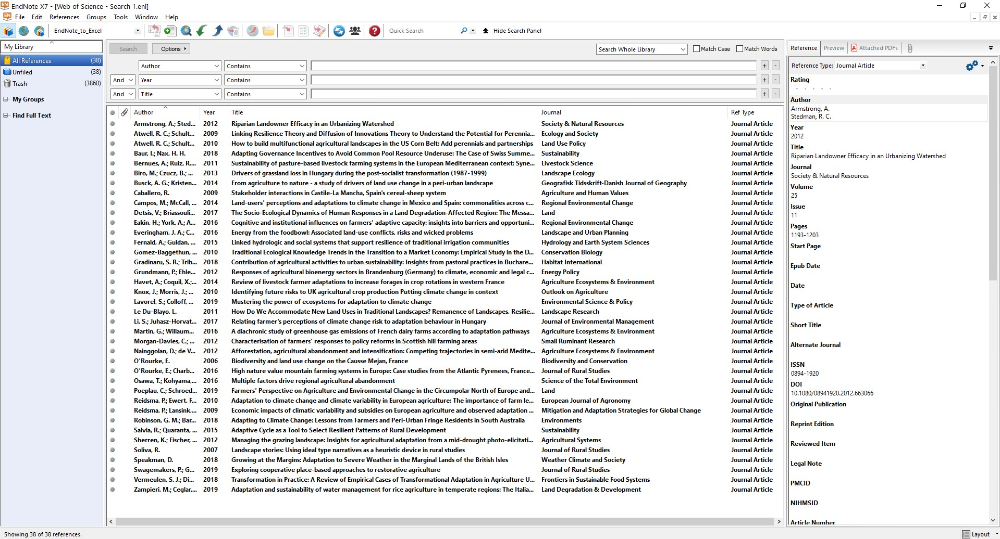 EndNote X7 - [Web of Science - Search 1.enl]
File Edit References Groups Tools Window Help
EndNote_to_Excel Quick Search Hide Search Panel
My Library
All References (38)
Unfiled (38)
Trash (3860)
My Groups
Find Full Text
Search Options Search Whole Library Match Case Match Words
Author Contains + -
And Year Contains + -
And Title Contains + -
Author Year Title Journal Ref Type
Armstrong, A.; Sted... 2012 Riparian Landowner Efficacy in an Urbanizing Watershed Society & Natural Resources Journal Article
Atwell, R. C.; Schult... 2009 Linking Resilience Theory and Diffusion of Innovations Theory to Understand the Potential for Perennia... Ecology and Society Journal Article
Atwell, R. C.; Schult... 2010 How to build multifunctional agricultural landscapes in the US Corn Belt: Add perennials and partnerships Land Use Policy Journal Article
Baur, I.; Nax, H. H. 2018 Adapting Governance Incentives to Avoid Common Pool Resource Underuse: The Case of Swiss Summe... Sustainability Journal Article
Bernues, A.; Ruiz, R.... 2011 Sustainability of pasture-based livestock farming systems in the European Mediterranean context: Syne... Livestock Science Journal Article
Biro, M.; Czucz, B.; ... 2013 Drivers of grassland loss in Hungary during the post-socialist transformation (1987-1999) Landscape Ecology Journal Article
Busck, A. G.; Kristen... 2014 From agriculture to nature - a study of drivers of land use change in a peri-urban landscape Geografisk Tidsskrift-Danish Journal of Geography Journal Article
Caballero, R. 2009 Stakeholder interactions in Castile-La Mancha, Spain's cereal-sheep system Agriculture and Human Values Journal Article
Campos, M.; McCall, ... 2014 Land-users' perceptions and adaptations to climate change in Mexico and Spain: commonalities across c... Regional Environmental Change Journal Article
Detsis, V.; Briassouli... 2017 The Socio-Ecological Dynamics of Human Responses in a Land Degradation-Affected Region: The Messa... Land Journal Article
Eakin, H.; York, A.; A... 2016 Cognitive and institutional influences on farmers' adaptive capacity: insights into barriers and opportuni... Regional Environmental Change Journal Article
Everingham, J. A.; C... 2016 Energy from the foodbowl: Associated land-use conflicts, risks and wicked problems Landscape and Urban Planning Journal Article
Fernald, A.; Guldan, ... 2015 Linked hydrologic and social systems that support resilience of traditional irrigation communities Hydrology and Earth System Sciences Journal Article
Gomez-Baggethun, ... 2010 Traditional Ecological Knowledge Trends in the Transition to a Market Economy: Empirical Study in the D... Conservation Biology Journal Article
Gradinaru, S. R.; Trib... 2018 Contribution of agricultural activities to urban sustainability: Insights from pastoral practices in Buchare... Habitat International Journal Article
Grundmann, P.; Ehle... 2012 Responses of agricultural bioenergy sectors in Brandenburg (Germany) to climate, economic and legal c... Energy Policy Journal Article
Havet, A.; Coquil, X.;... 2014 Review of livestock farmer adaptations to increase forages in crop rotations in western France Agriculture Ecosystems & Environment Journal Article
Knox, J.; Morris, J.; ... 2010 Identifying future risks to UK agricultural crop production Putting climate change in context Outlook on Agriculture Journal Article
Lavorel, S.; Colloff, ... 2019 Mustering the power of ecosystems for adaptation to climate change Environmental Science & Policy Journal Article
Le Du-Blayo, L. 2011 How Do We Accommodate New Land Uses in Traditional Landscapes? Remanence of Landscapes, Resilie... Landscape Research Journal Article
Li, S.; Juhasz-Horvat... 2017 Relating farmer's perceptions of climate change risk to adaptation behaviour in Hungary Journal of Environmental Management Journal Article
Martin, G.; Willaum... 2016 A diachronic study of greenhouse gas emissions of French dairy farms according to adaptation pathways Agriculture Ecosystems & Environment Journal Article
Morgan-Davies, C.; ... 2012 Characterisation of farmers' responses to policy reforms in Scottish hill farming areas Small Ruminant Research Journal Article
Nainggolan, D.; de V... 2012 Afforestation, agricultural abandonment and intensification: Competing trajectories in semi-arid Medite... Agriculture Ecosystems & Environment Journal Article
O'Rourke, E. 2006 Biodiversity and land use change on the Causse Mejan, France Biodiversity and Conservation Journal Article
O'Rourke, E.; Charb... 2016 High nature value mountain farming systems in Europe: Case studies from the Atlantic Pyrenees, France... Journal of Rural Studies Journal Article
Osawa, T.; Kohyama,... 2016 Multiple factors drive regional agricultural abandonment Science of the Total Environment Journal Article
Poeplau, C.; Schroed... 2019 Farmers' Perspective on Agriculture and Environmental Change in the Circumpolar North of Europe and... Land Journal Article
Reidsma, P.; Ewert, F... 2010 Adaptation to climate change and climate variability in European agriculture: The importance of farm le... European Journal of Agronomy Journal Article
Reidsma, P.; Lansink,... 2009 Economic impacts of climatic variability and subsidies on European agriculture and observed adaptation ... Mitigation and Adaptation Strategies for Global Change Journal Article
Robinson, G. M.; Bar... 2018 Adapting to Climate Change: Lessons from Farmers and Peri-Urban Fringe Residents in South Australia Environments Journal Article
Salvia, R.; Quaranta, ... 2015 Adaptive Cycle as a Tool to Select Resilient Patterns of Rural Development Sustainability Journal Article
Sherren, K.; Fischer, ... 2012 Managing the grazing landscape: Insights for agricultural adaptation from a mid-drought photo-elicitati... Agricultural Systems Journal Article
Soliva, R. 2007 Landscape stories: Using ideal type narratives as a heuristic device in rural studies Journal of Rural Studies Journal Article
Speakman, D. 2018 Growing at the Margins: Adaptation to Severe Weather in the Marginal Lands of the British Isles Weather Climate and Society Journal Article
Swagemakers, P.; G... 2019 Exploring cooperative place-based approaches to restorative agriculture Journal of Rural Studies Journal Article
Vermeulen, S. J.; Di... 2018 Transformation in Practice: A Review of Empirical Cases of Transformational Adaptation in Agriculture U... Frontiers in Sustainable Food Systems Journal Article
Zampieri, M.; Ceglar,... 2019 Adaptation and sustainability of water management for rice agriculture in temperate regions: The Italia... Land Degradation & Development Journal Article
Reference Preview Attached PDFs
Reference Type: Journal Article
Rating
Author
Armstrong, A.
Stedman, R. C.
Year
2012
Title
Riparian Landowner Efficacy in an Urbanizing Watershed
Journal
Society & Natural Resources
Volume
25
Issue
11
Pages
1193-1203
Start Page
Epub Date
Date
Type of Article
Short Title
Alternate Journal
ISSN
0894-1920
DOI
10.1080/08941920.2012.663066
Original Publication
Reprint Edition
Reviewed Item
Legal Note
PMCID
NIHMSID
Article Number
Showing 38 of 38 references.
Layout